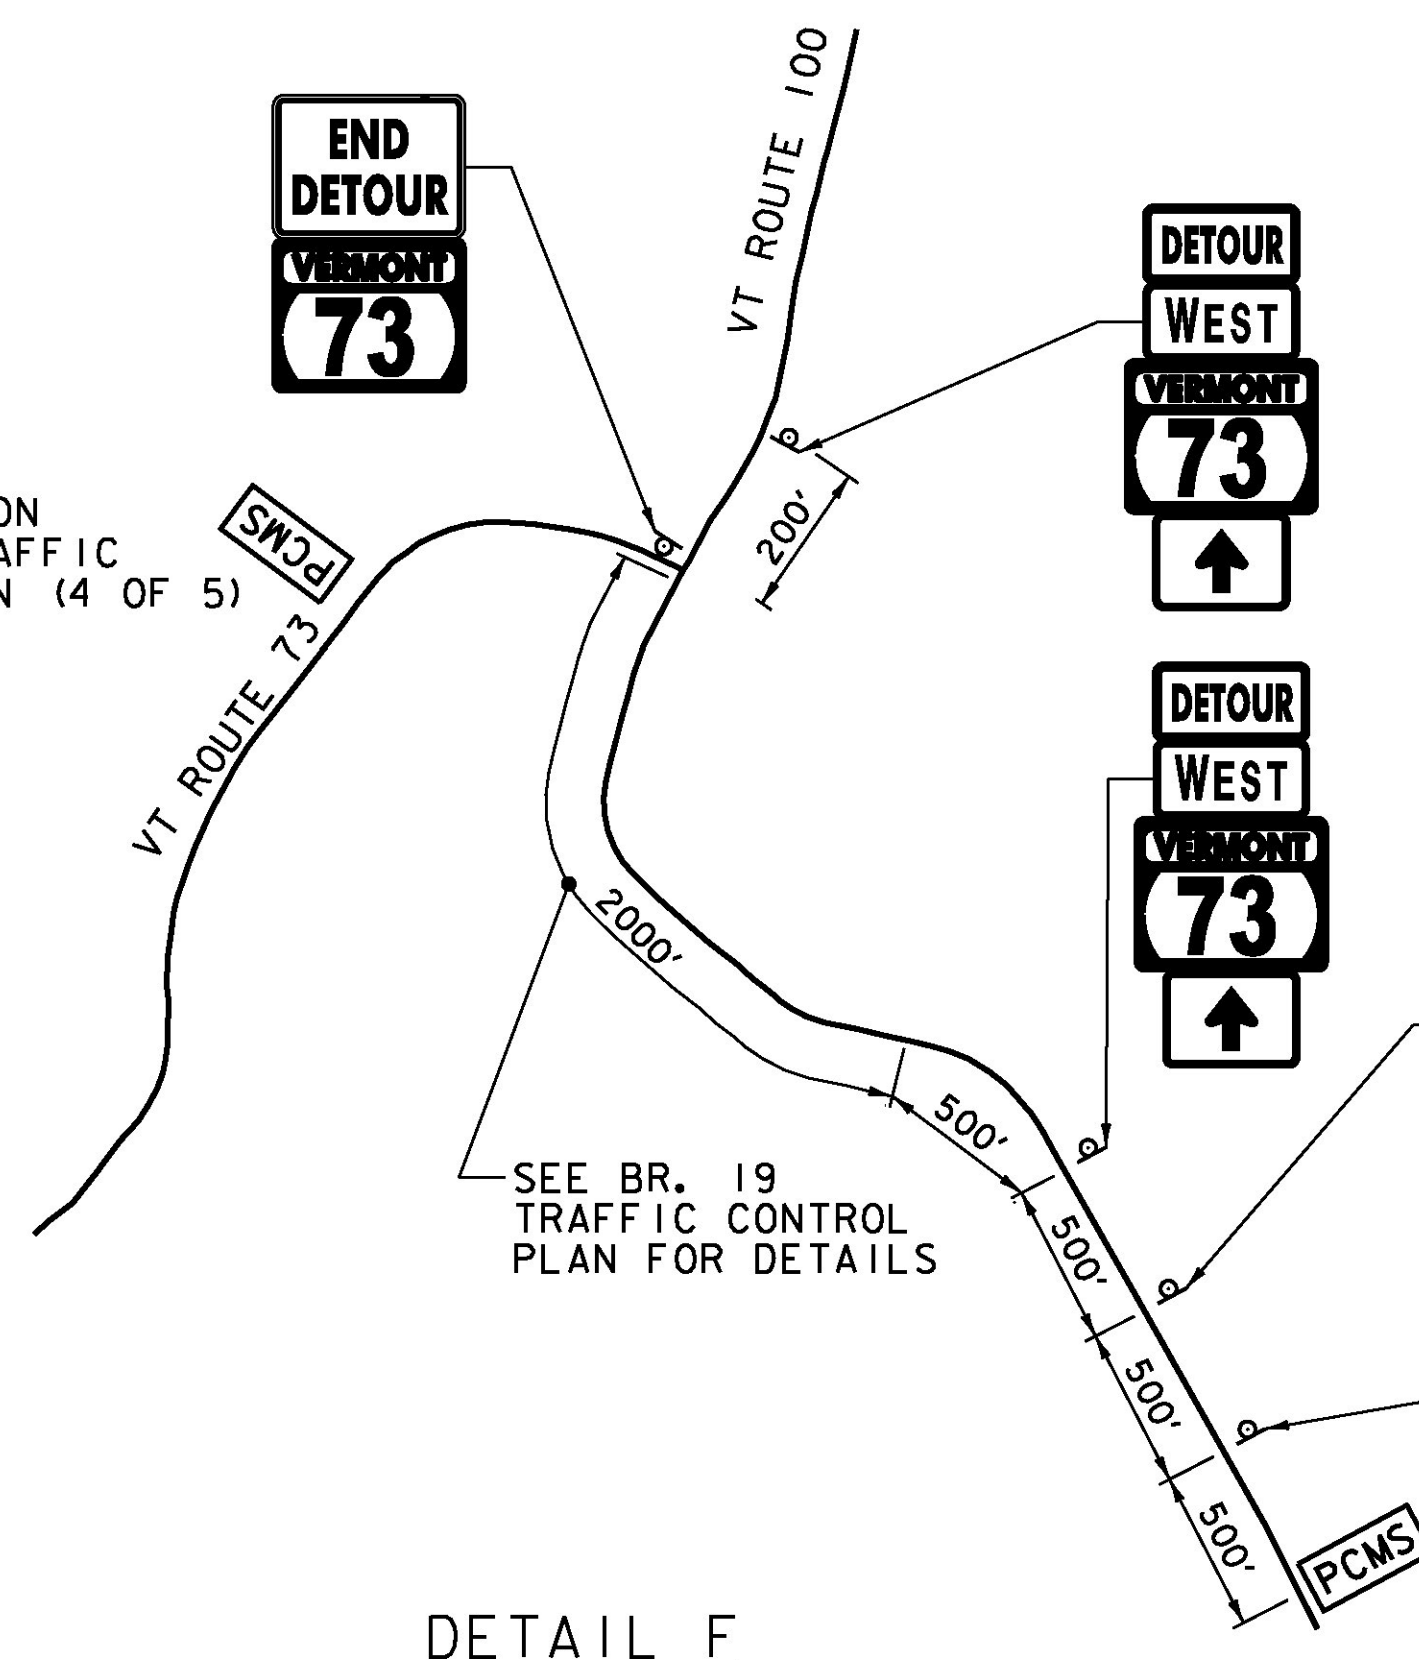 VT ROUTE 100
END
DETOUR
VERMONT
73
DETOUR
WEST
VERMONT
73
200'
ON
AFFIC
N (4 OF 5)
PCMS
VT ROUTE 73
DETOUR
WEST
VERMONT
73
2000'
500'
SEE BR. 19
TRAFFIC CONTROL
PLAN FOR DETAILS
500'
500'
500'
PCMS
DETAIL F